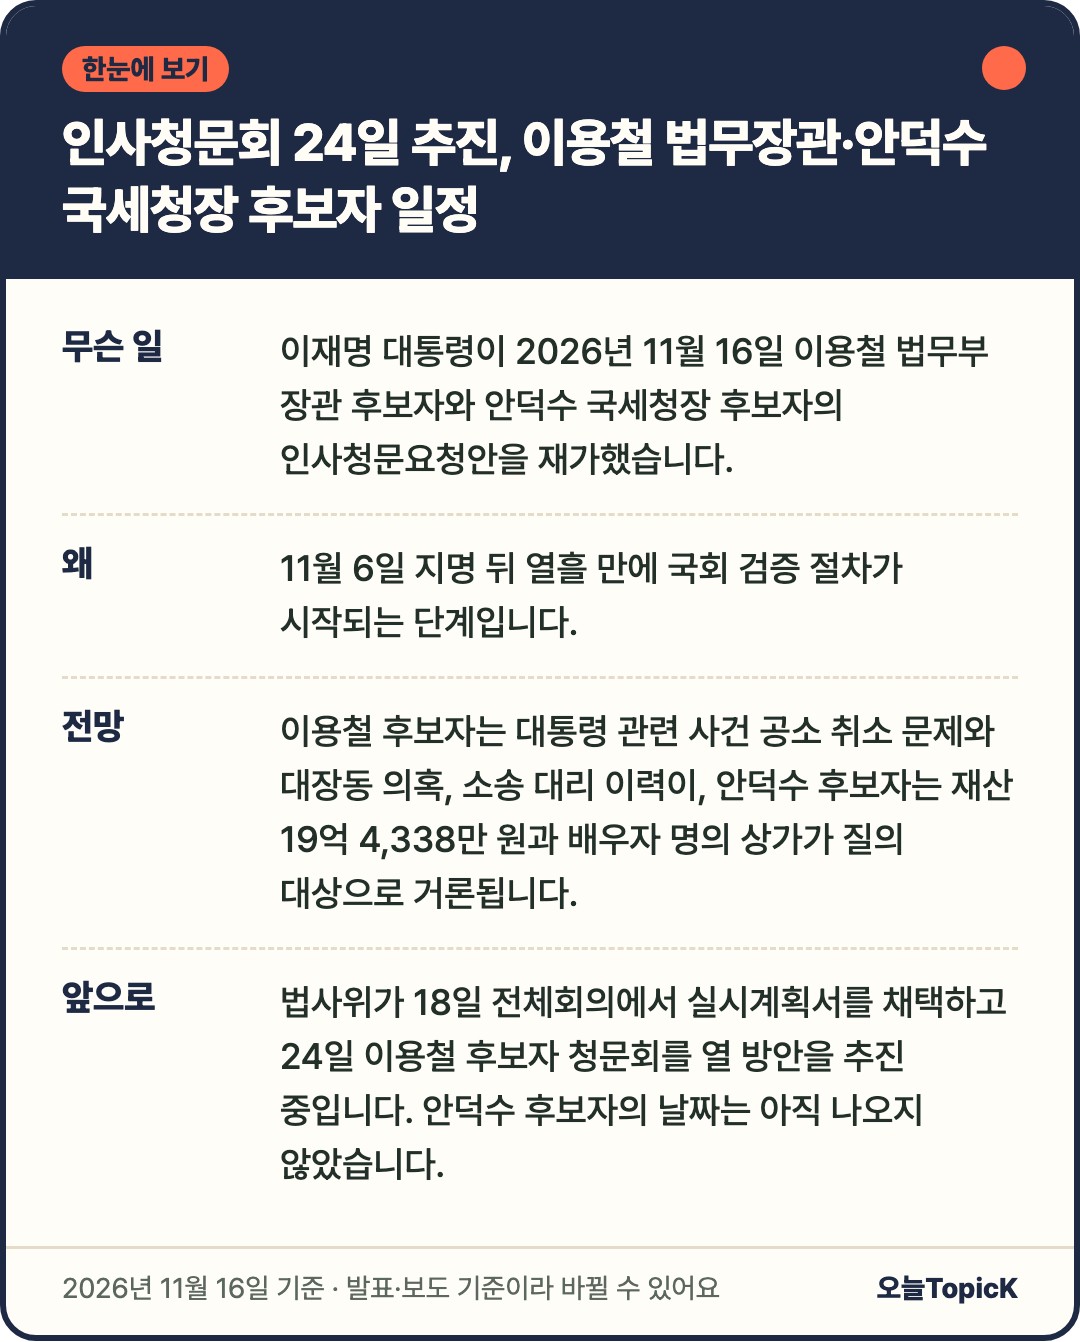 한눈에 보기
인사청문회 24일 추진, 이용철 법무장관·안덕수
국세청장 후보자 일정
무슨 일
이재명 대통령이 2026년 11월 16일 이용철 법무부
장관 후보자와 안덕수 국세청장 후보자의
인사청문요청안을 재가했습니다.
왜
11월 6일 지명 뒤 열흘 만에 국회 검증 절차가
시작되는 단계입니다.
전망
이용철 후보자는 대통령 관련 사건 공소 취소 문제와
대장동 의혹, 소송 대리 이력이, 안덕수 후보자는 재산
19억 4,338만 원과 배우자 명의 상가가 질의
대상으로 거론됩니다.
앞으로
법사위가 18일 전체회의에서 실시계획서를 채택하고
24일 이용철 후보자 청문회를 열 방안을 추진
중입니다. 안덕수 후보자의 날짜는 아직 나오지
않았습니다.
2026년 11월 16일 기준 · 발표·보도 기준이라 바뀔 수 있어요
오늘TopicK